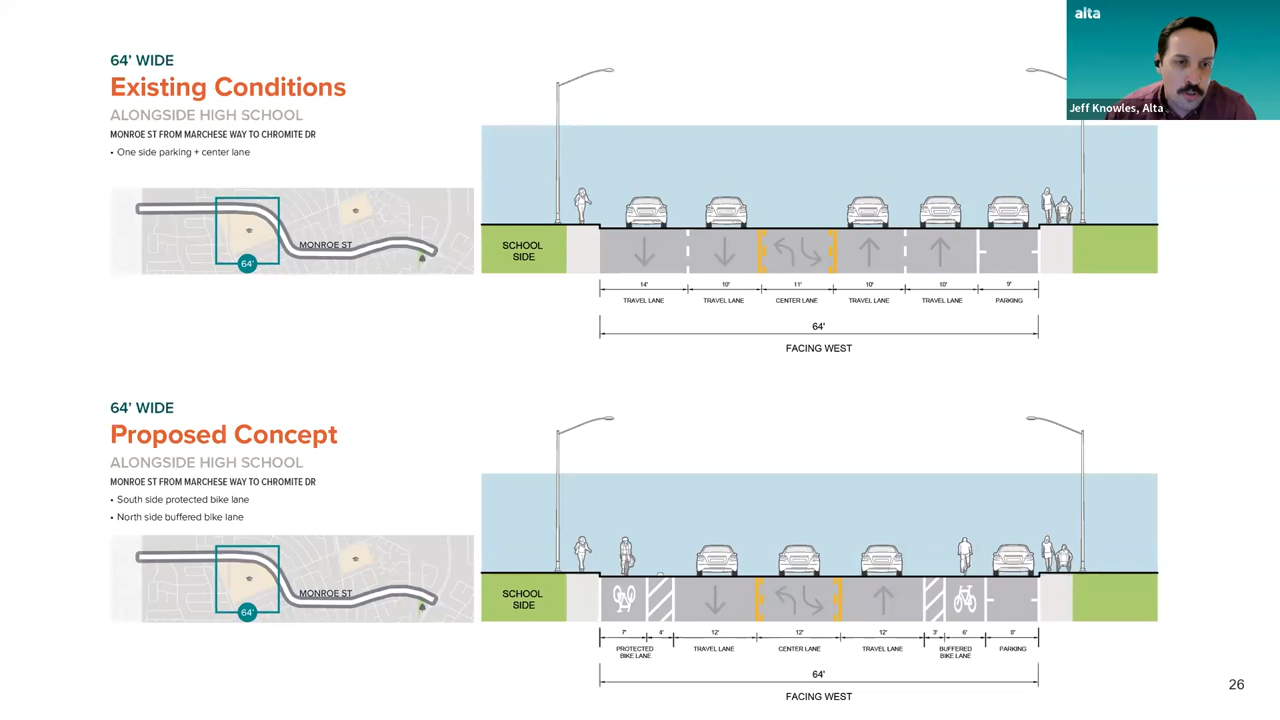 alta
Jeff Knowles, Alta
64' WIDE
Existing Conditions
ALONGSIDE HIGH SCHOOL
MONROE ST FROM MARCHESE WAY TO CHROMITE DR
• One side parking + center lane
MONROE ST
64'
SCHOOL
SIDE
14' 10' 11' 10' 10' 9'
TRAVEL LANE TRAVEL LANE CENTER LANE TRAVEL LANE TRAVEL LANE PARKING
64'
FACING WEST
64' WIDE
Proposed Concept
ALONGSIDE HIGH SCHOOL
MONROE ST FROM MARCHESE WAY TO CHROMITE DR
• South side protected bike lane
• North side buffered bike lane
MONROE ST
64'
SCHOOL
SIDE
7' 4' 12' 12' 12' 3' 6' 8'
PROTECTED TRAVEL LANE CENTER LANE TRAVEL LANE BUFFERED PARKING
BIKE LANE BIKE LANE
64'
FACING WEST
26